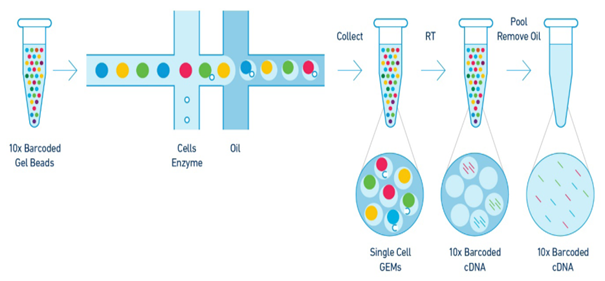 Collect
RT
Pool
Remove Oil
10x Barcoded
Gel Beads
Cells
Enzyme
Oil
Single Cell
GEMs
10x Barcoded
cDNA
10x Barcoded
cDNA